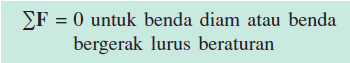 ∑F = 0 untuk benda diam atau benda
bergerak lurus beraturan